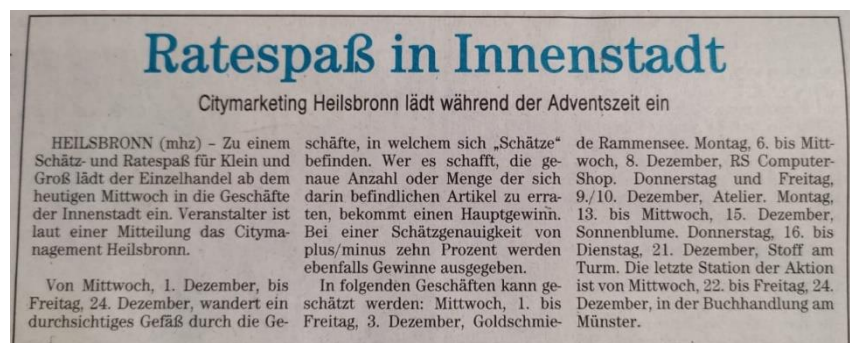 Ratespaß in Innenstadt
Citymarketing Heilsbronn lädt während der Adventszeit ein
HEILSBRONN (mhz) – Zu einem
Schätz- und Ratespaß für Klein und
Groß lädt der Einzelhandel ab dem
heutigen Mittwoch in die Geschäfte
der Innenstadt ein. Veranstalter ist
laut einer Mitteilung das Cityma-
nagement Heilsbronn.
Von Mittwoch, 1. Dezember, bis
Freitag, 24. Dezember, wandert ein
durchsichtiges Gefäß durch die Ge-
schäfte, in welchem sich „Schätze“
befinden. Wer es schafft, die ge-
naue Anzahl oder Menge der sich
darin befindlichen Artikel zu erra-
ten, bekommt einen Hauptgewinn.
Bei einer Schätzgenauigkeit von
plus/minus zehn Prozent werden
ebenfalls Gewinne ausgegeben.
In folgenden Geschäften kann ge-
schätzt werden: Mittwoch, 1. bis
Freitag, 3. Dezember, Goldschmie-
de Rammensee. Montag, 6. bis Mitt-
woch, 8. Dezember, RS Computer-
Shop. Donnerstag und Freitag,
9./10. Dezember, Atelier. Montag,
13. bis Mittwoch, 15. Dezember,
Sonnenblume. Donnerstag, 16. bis
Dienstag, 21. Dezember, Stoff am
Turm. Die letzte Station der Aktion
ist von Mittwoch, 22. bis Freitag, 24.
Dezember, in der Buchhandlung am
Münster.